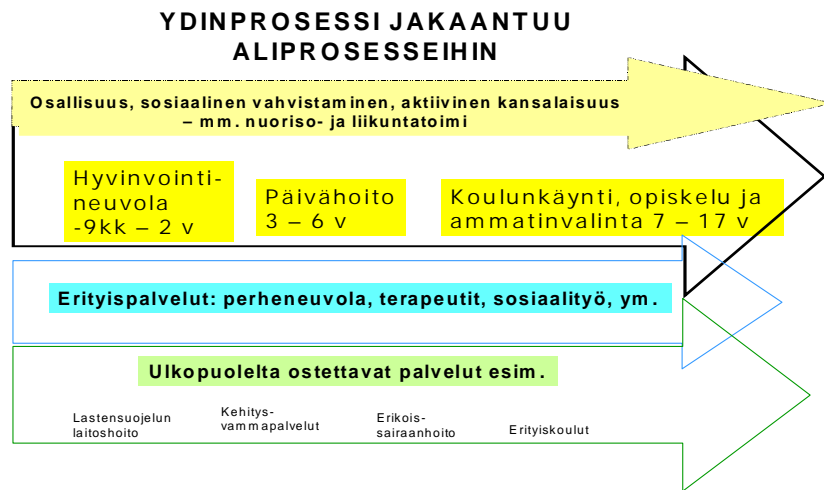 YDINPROSESSI JAKAANTUU
ALIPROSESSEIHIN
Osallisuus, sosiaalinen vahvistaminen, aktiivinen kansalaisuus
– mm. nuoriso- ja liikuntatoimi
Hyvinvointi-
neuvola
-9kk – 2 v
Päivähoito
3 – 6 v
Koulunkäynti, opiskelu ja
ammatinvalinta 7 – 17 v
Erityispalvelut: perheneuvola, terapeutit, sosiaalityö, ym.
Ulkopuolelta ostettavat palvelut esim.
Lastensuojelun
laitoshoito
Kehitys-
vammapalvelut
Erikois-
sairaanhoito
Erityiskoulut